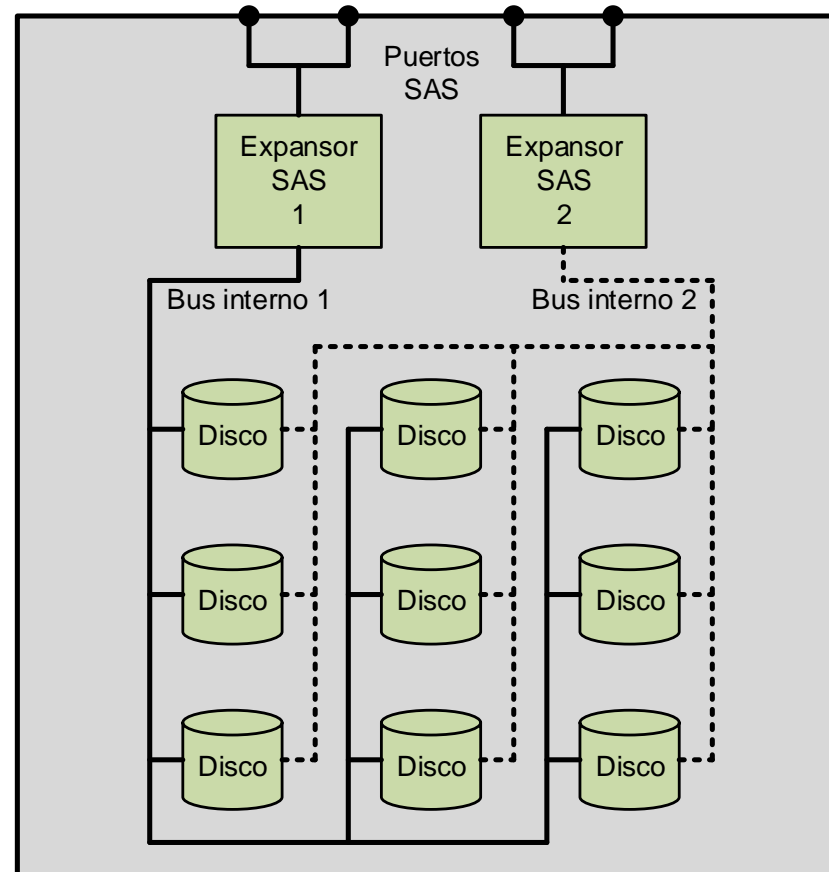 Puertos
SAS
Expansor
SAS
1
Expansor
SAS
2
Bus interno 1
Bus interno 2
Disco
Disco
Disco
Disco
Disco
Disco
Disco
Disco
Disco